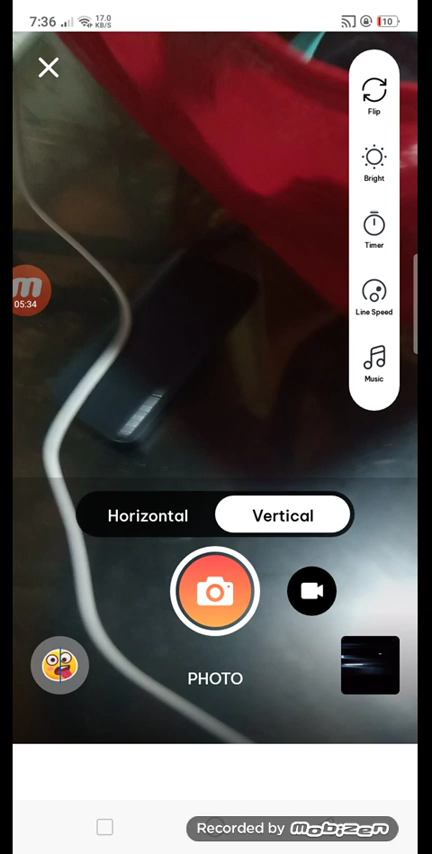 7:36
17.0
KB/S
10
Flip
Bright
Timer
m
05:34
Line Speed
Music
Horizontal
Vertical
PHOTO
Recorded by mobizen